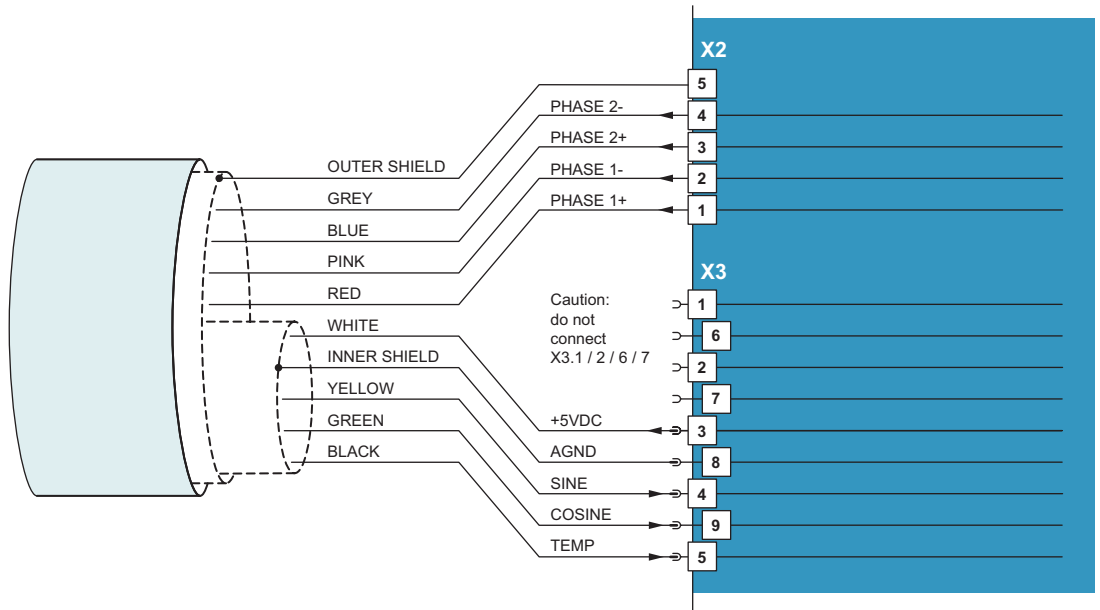 X2
5
PHASE 2- 4
PHASE 2+ 3
OUTER SHIELD
PHASE 1- 2
GREY
PHASE 1+ 1
BLUE
PINK
X3
RED
Caution:
do not
connect
X3.1 / 2 / 6 / 7
1
WHITE
6
INNER SHIELD
2
YELLOW
7
GREEN
+5VDC 3
BLACK
AGND 8
SINE 4
COSINE 9
TEMP 5